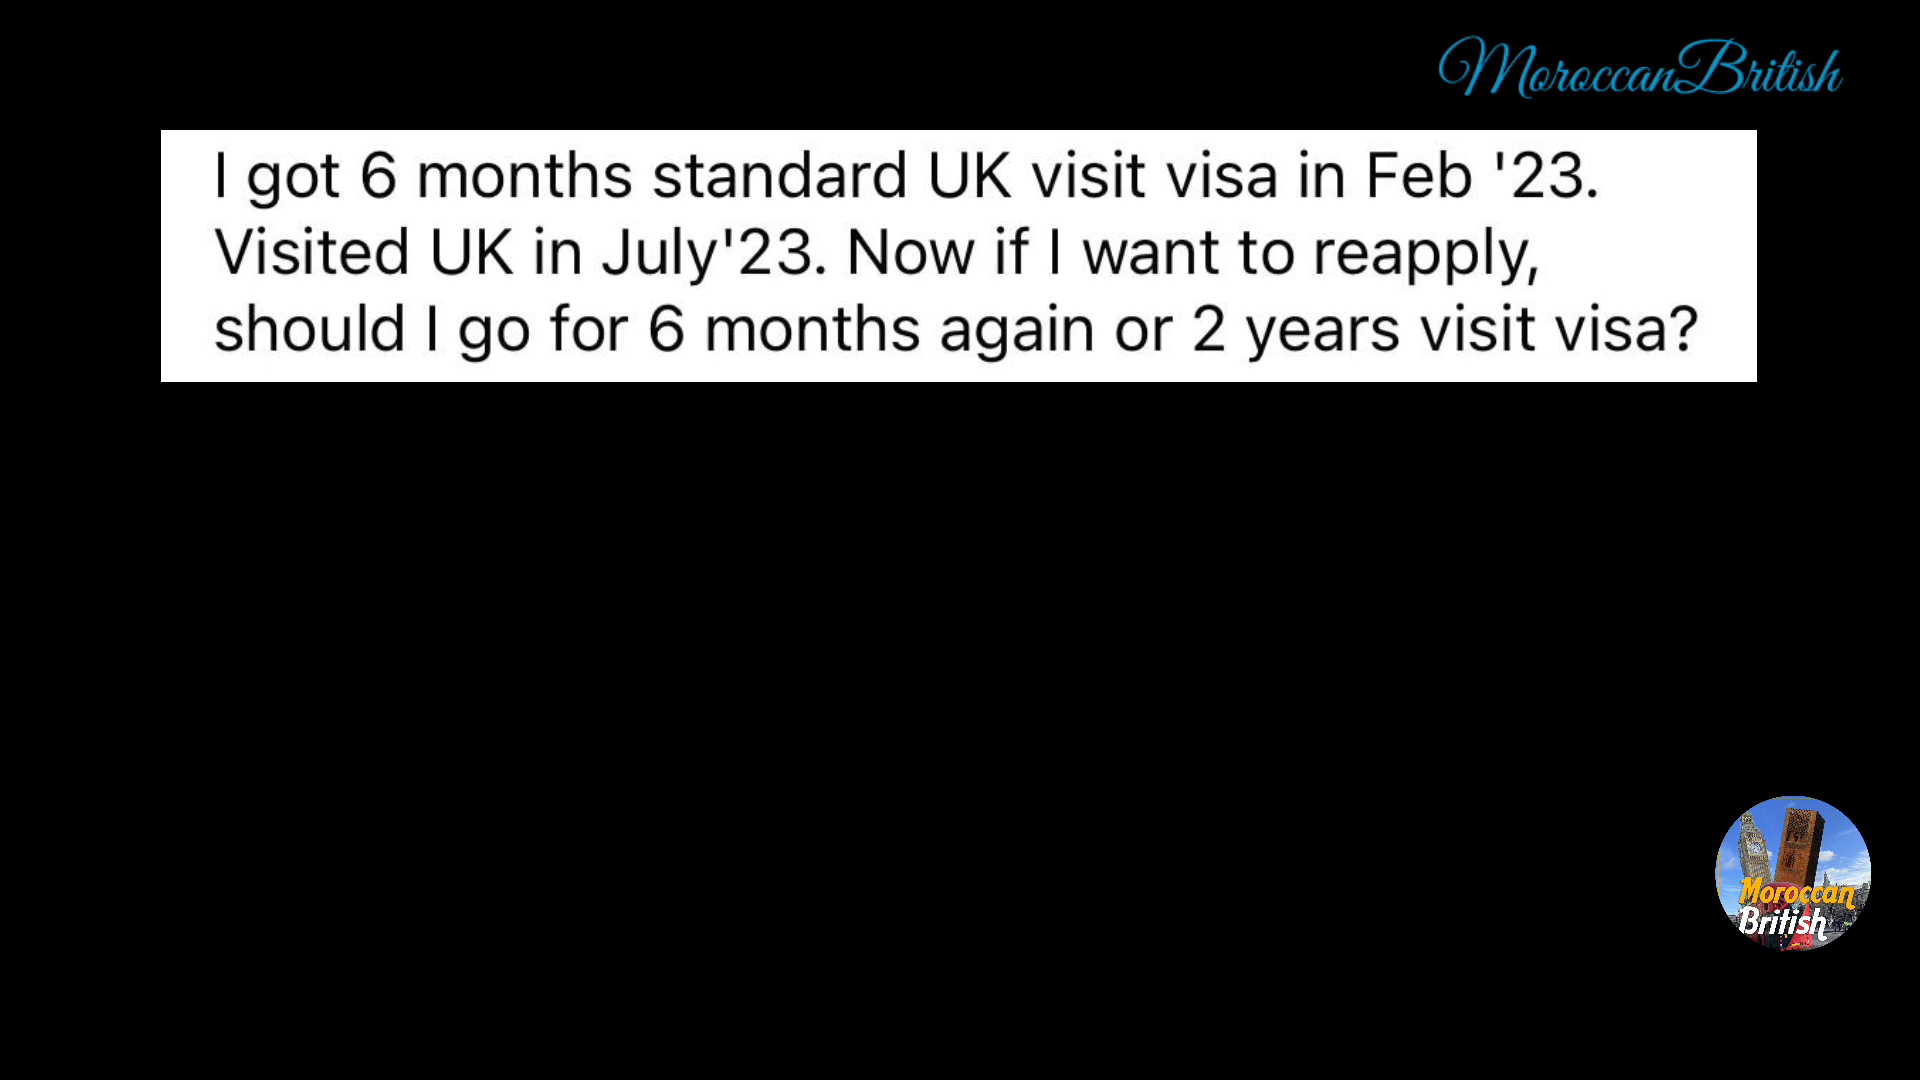 MoroccanBritish
I got 6 months standard UK visit visa in Feb '23.
Visited UK in July'23. Now if I want to reapply,
should I go for 6 months again or 2 years visit visa?
Moroccan
British